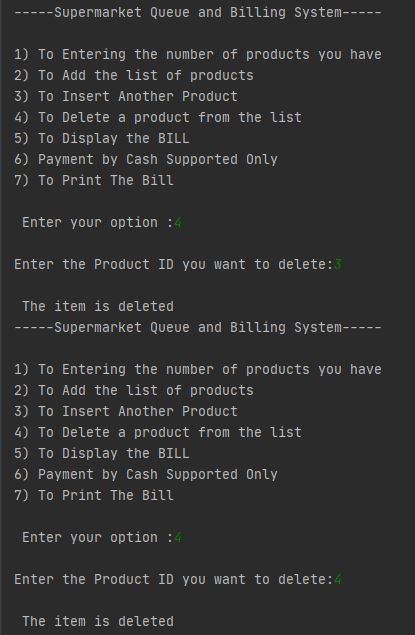 -----Supermarket Queue and Billing System-----
1) To Entering the number of products you have
2) To Add the list of products
3) To Insert Another Product
4) To Delete a product from the list
5) To Display the BILL
6) Payment by Cash Supported Only
7) To Print The Bill
Enter your option :4
Enter the Product ID you want to delete:3
The item is deleted
-----Supermarket Queue and Billing System-----
1) To Entering the number of products you have
2) To Add the list of products
3) To Insert Another Product
4) To Delete a product from the list
5) To Display the BILL
6) Payment by Cash Supported Only
7) To Print The Bill
Enter your option :4
Enter the Product ID you want to delete:4
The item is deleted